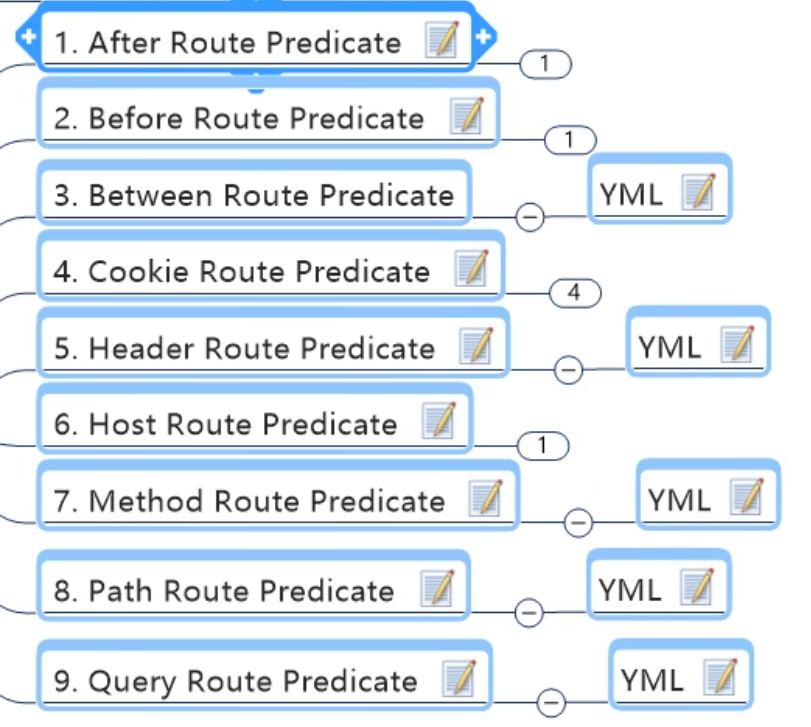 1. After Route Predicate
1
2. Before Route Predicate
1
3. Between Route Predicate
YML
4. Cookie Route Predicate
4
5. Header Route Predicate
YML
6. Host Route Predicate
1
7. Method Route Predicate
YML
8. Path Route Predicate
YML
9. Query Route Predicate
YML